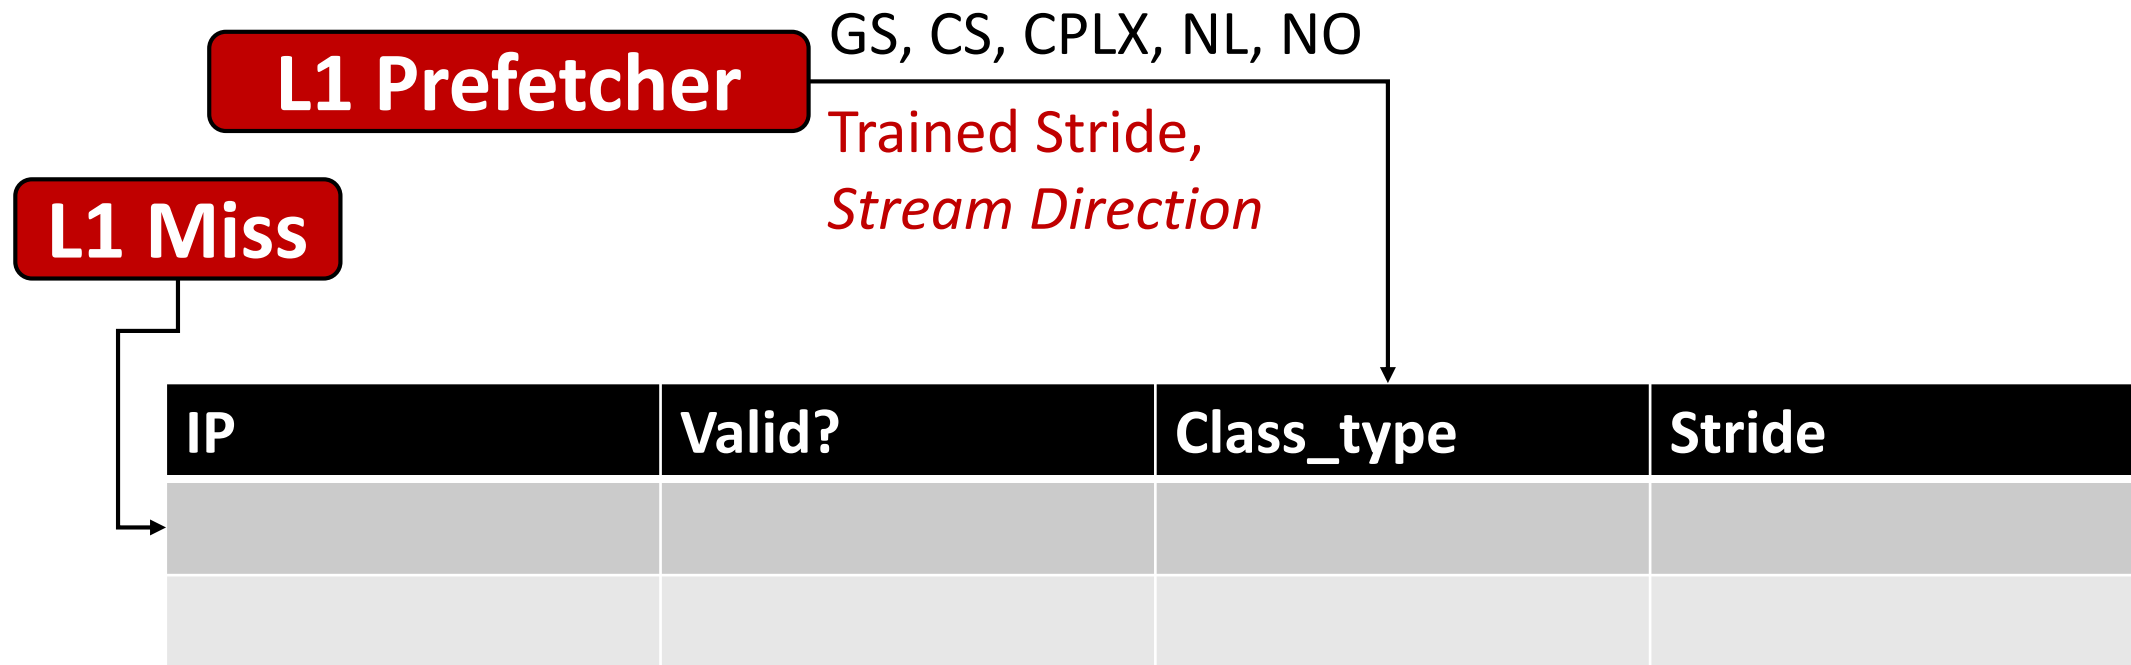 GS, CS, CPLX, NL, NO
L1 Prefetcher
Trained Stride,
Stream Direction
L1 Miss
IP Valid? Class_type Stride